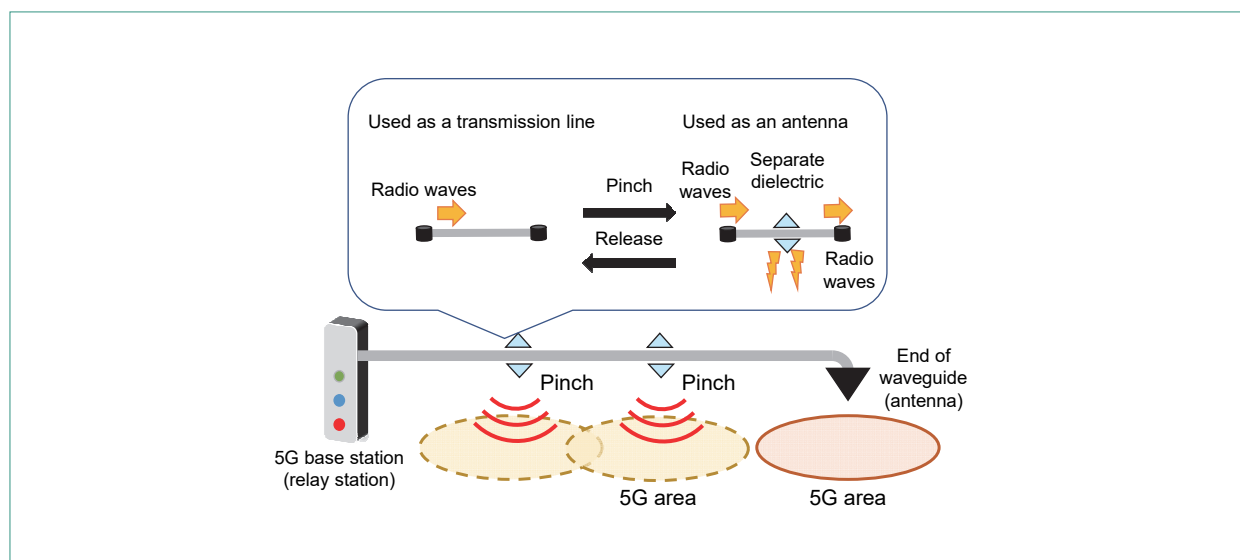 Used as a transmission line
Used as an antenna
Radio waves
Pinch
Release
Radio
waves
Separate
dielectric
Radio
waves
Pinch
Pinch
End of
waveguide
(antenna)
5G base station
(relay station)
5G area
5G area